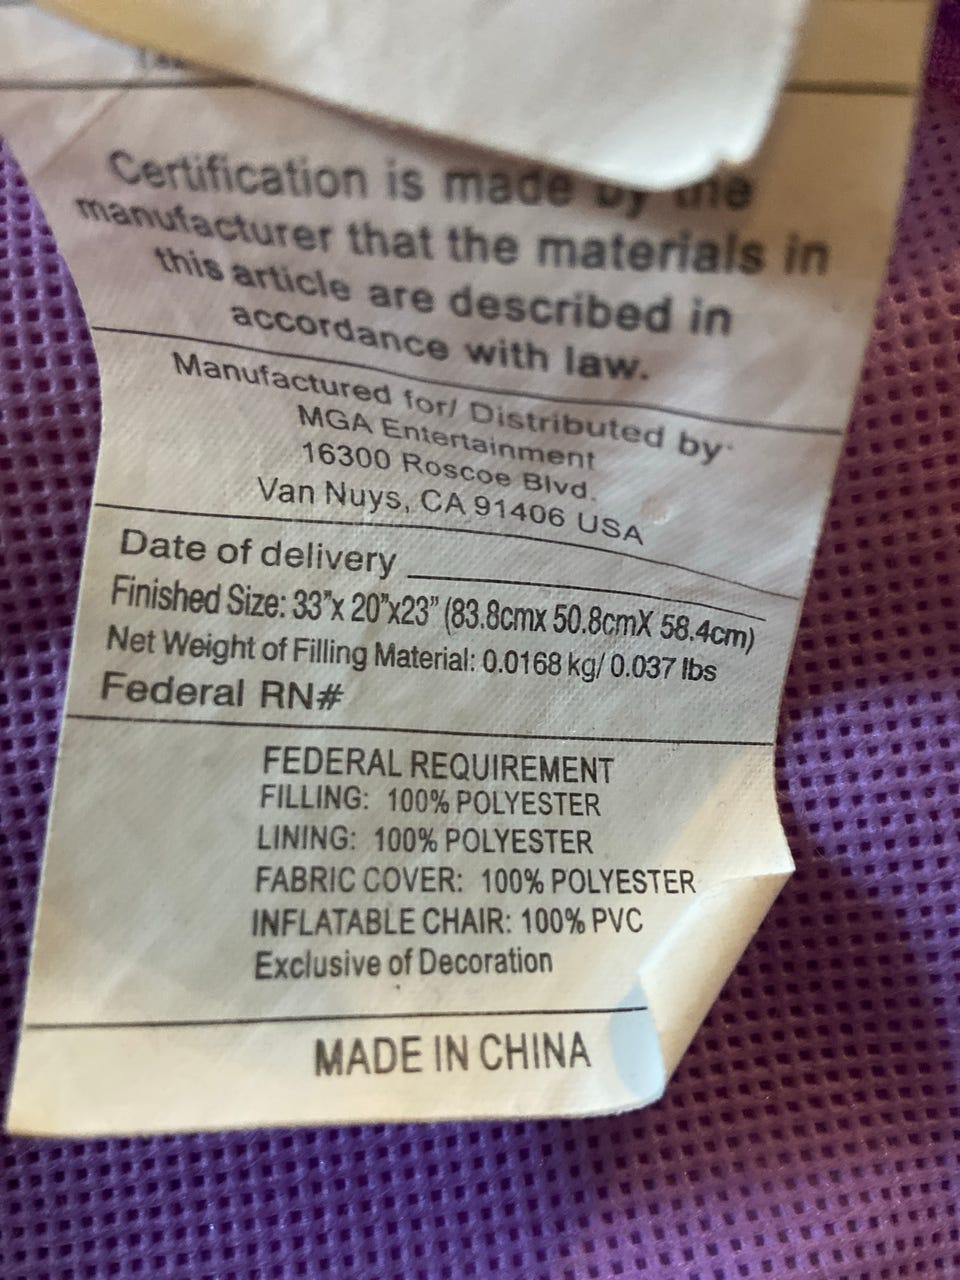 Certification is made by the
manufacturer that the materials in
this article are described in
accordance with law.
Manufactured for/ Distributed by:
MGA Entertainment
16300 Roscoe Blvd.
Van Nuys, CA 91406 USA
Date of delivery
Finished Size: 33”x 20”x23” (83.8cmx 50.8cmX 58.4cm)
Net Weight of Filling Material: 0.0168 kg/ 0.037 lbs
Federal RN#
FEDERAL REQUIREMENT
FILLING: 100% POLYESTER
LINING: 100% POLYESTER
FABRIC COVER: 100% POLYESTER
INFLATABLE CHAIR: 100% PVC
Exclusive of Decoration
MADE IN CHINA